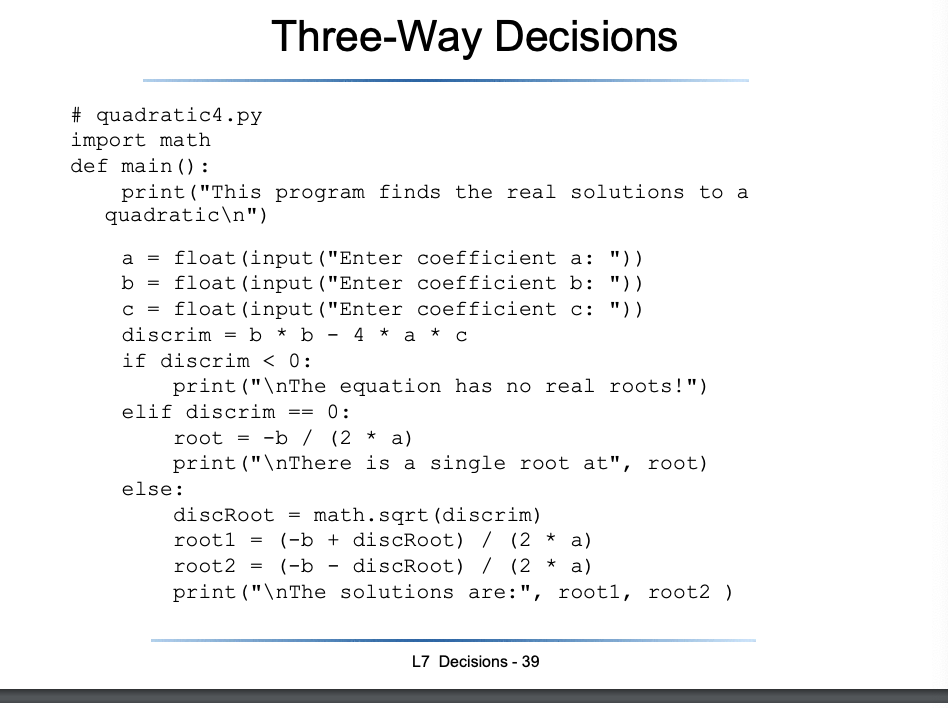 Three-Way Decisions
# quadratic4.py
import math
def main():
    print("This program finds the real solutions to a
  quadratic\n")
    a = float(input("Enter coefficient a: "))
    b = float(input("Enter coefficient b: "))
    c = float(input("Enter coefficient c: "))
    discrim = b * b - 4 * a * c
    if discrim < 0:
        print("\nThe equation has no real roots!")
    elif discrim == 0:
        root = -b / (2 * a)
        print("\nThere is a single root at", root)
    else:
        discRoot = math.sqrt(discrim)
        root1 = (-b + discRoot) / (2 * a)
        root2 = (-b - discRoot) / (2 * a)
        print("\nThe solutions are:", root1, root2 )
L7 Decisions - 39